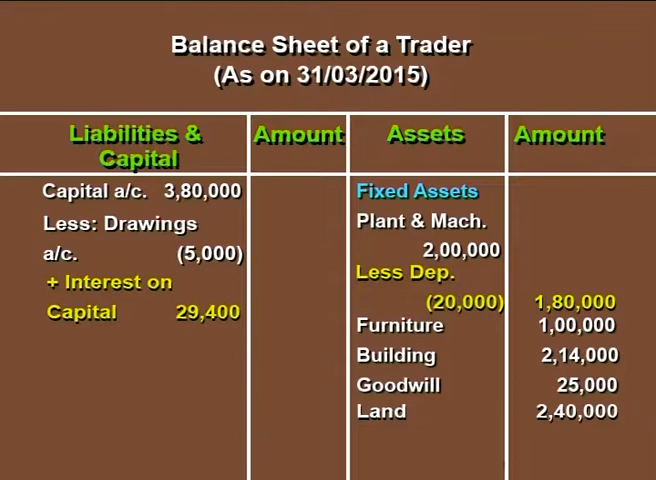 Balance Sheet of a Trader
(As on 31/03/2015)
Liabilities & Capital Amount Assets Amount
Capital a/c. 3,80,000
Less: Drawings
a/c. (5,000)
+ Interest on
Capital 29,400
Fixed Assets
Plant & Mach.
2,00,000
Less Dep.
(20,000) 1,80,000
Furniture 1,00,000
Building 2,14,000
Goodwill 25,000
Land 2,40,000